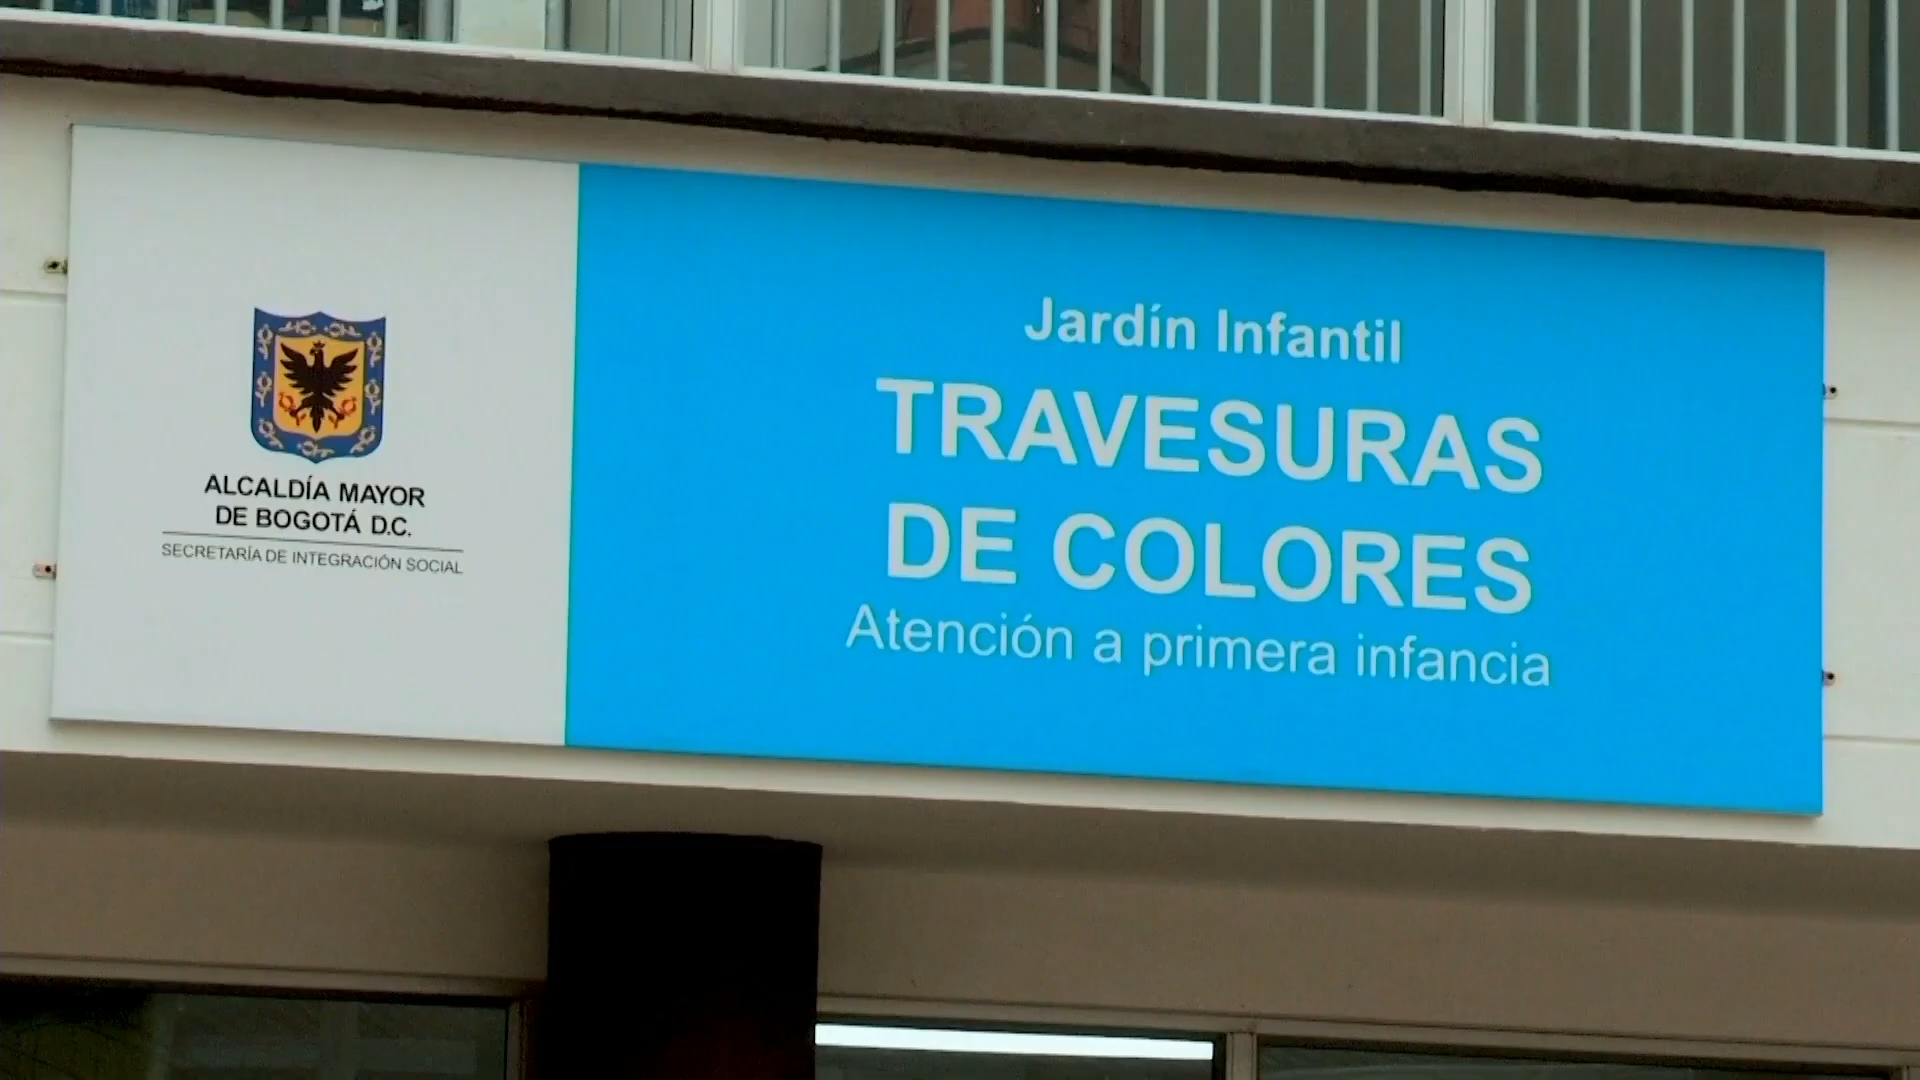 ALCALDÍA MAYOR
DE BOGOTÁ D.C.
SECRETARÍA DE INTEGRACIÓN SOCIAL
Jardín Infantil
TRAVESURAS
DE COLORES
Atención a primera infancia